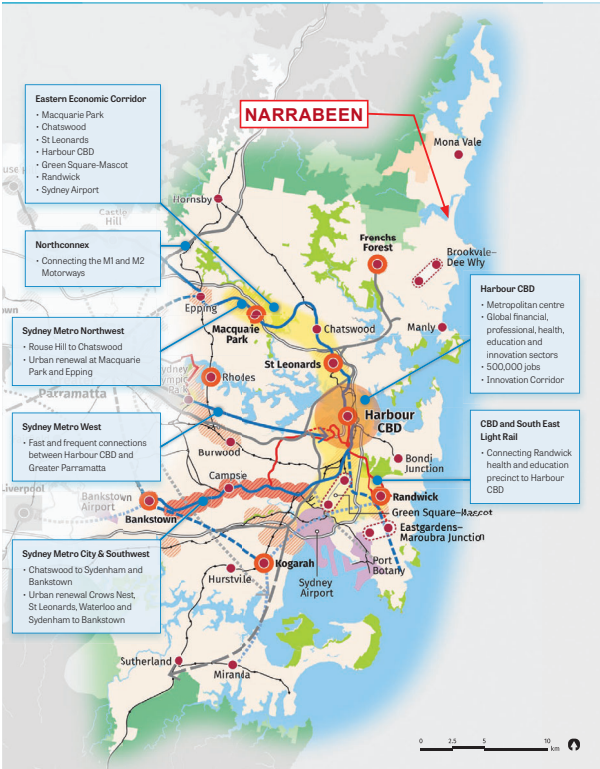 Eastern Economic Corridor
• Macquarie Park
• Chatswood
• St Leonards
• Harbour CBD
• Green Square-Mascot
• Randwick
• Sydney Airport
NARRABEEN
Mona Vale
Hornsby
Castle
Hill
Northconnex
• Connecting the M1 and M2
Motorways
Frenchs
Forest
Brookvale–
Dee Why
Epping
Macquarie
Park
Chatswood
Manly
Harbour CBD
• Metropolitan centre
• Global financial,
professional, health,
education and
innovation sectors
• 500,000 jobs
• Innovation Corridor
Sydney Metro Northwest
• Rouse Hill to Chatswood
• Urban renewal at Macquarie
Park and Epping
St Leonards
Rhodes
Parramatta
Harbour
CBD
Sydney Metro West
• Fast and frequent connections
between Harbour CBD and
Greater Parramatta
Burwood
Bondi
Junction
CBD and South East
Light Rail
• Connecting Randwick
health and education
precinct to Harbour
CBD
Campsie
Liverpool
Bankstown
Airport
Bankstown
Randwick
Green Square–Mascot
Eastgardens–
Maroubra Junction
Sydney Metro City & Southwest
• Chatswood to Sydenham and
Bankstown
• Urban renewal Crows Nest,
St Leonards, Waterloo and
Sydenham to Bankstown
Kogarah
Hurstville
Sydney
Airport
Port
Botany
Sutherland
Miranda
0 2.5 5 10
km